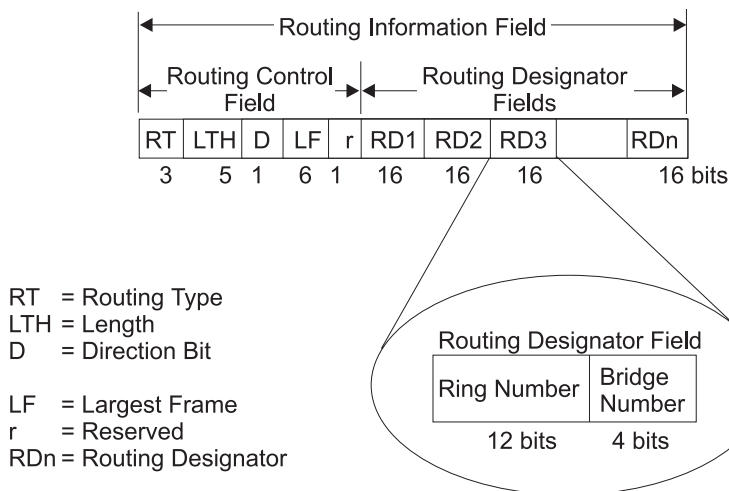 Routing Information Field
Routing Control Field
Routing Designator Fields
RT LTH D LF r RD1 RD2 RD3 RDn
3 5 1 6 1 16 16 16 16 bits
RT = Routing Type
LTH = Length
D = Direction Bit
LF = Largest Frame
r = Reserved
RDn = Routing Designator
Routing Designator Field
Ring Number
Bridge Number
12 bits
4 bits